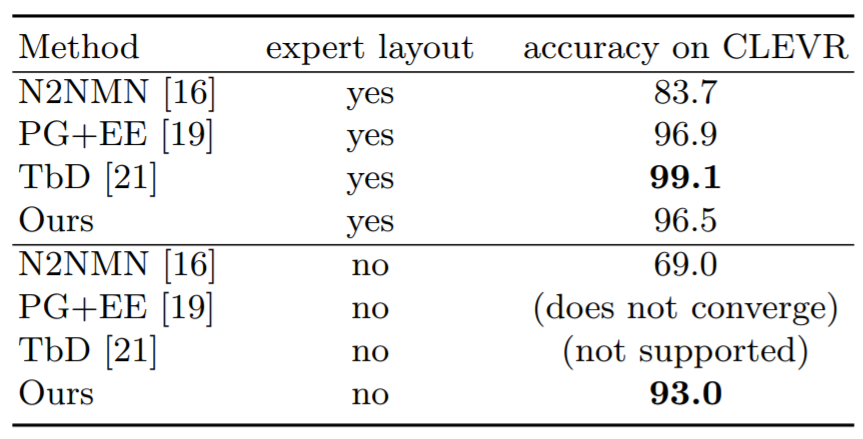 Method expert layout accuracy on CLEVR
N2NMN [16] yes 83.7
PG+EE [19] yes 96.9
TbD [21] yes 99.1
Ours yes 96.5
N2NMN [16] no 69.0
PG+EE [19] no (does not converge)
TbD [21] no (not supported)
Ours no 93.0